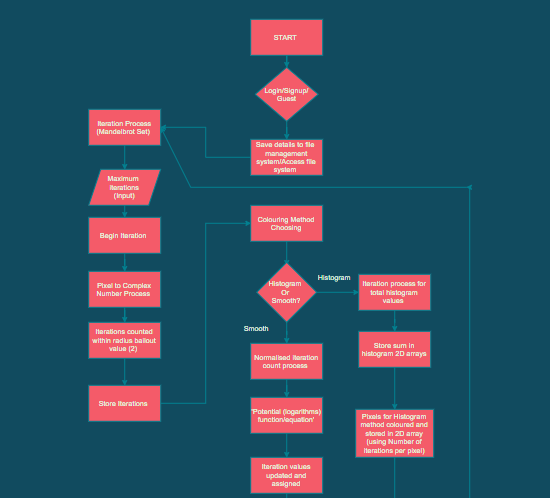 START
Login/Signup/
Guest
Save details to file
management
system/Access file
system
Iteration Process
(Mandelbrot Set)
Maximum
iterations
(Input)
Begin Iteration
Pixel to Complex
Number Process
Iterations counted
within radius bailout
value (2)
Store Iterations
Colouring Method
Choosing
Histogram
Or
Smooth?
Histogram
Smooth
Iteration process for
total histogram
values
Store sum in
histogram 2D arrays
Pixels for Histogram
method coloured and
stored in 2D array
(using Number of
Iterations per pixel)
Normalised Iteration
count process
'Potential (logarithms)
function/equation'
Iteration values
updated and
assigned